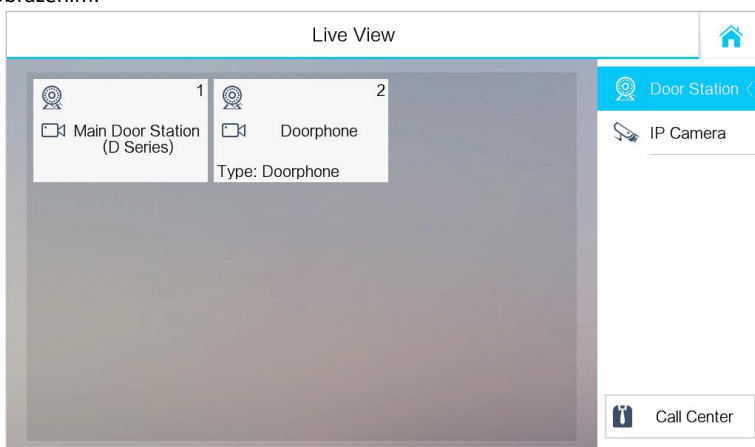 Live View
1
Main Door Station
(D Series)
2
Doorphone
Type: Doorphone
Door Station
IP Camera
Call Center